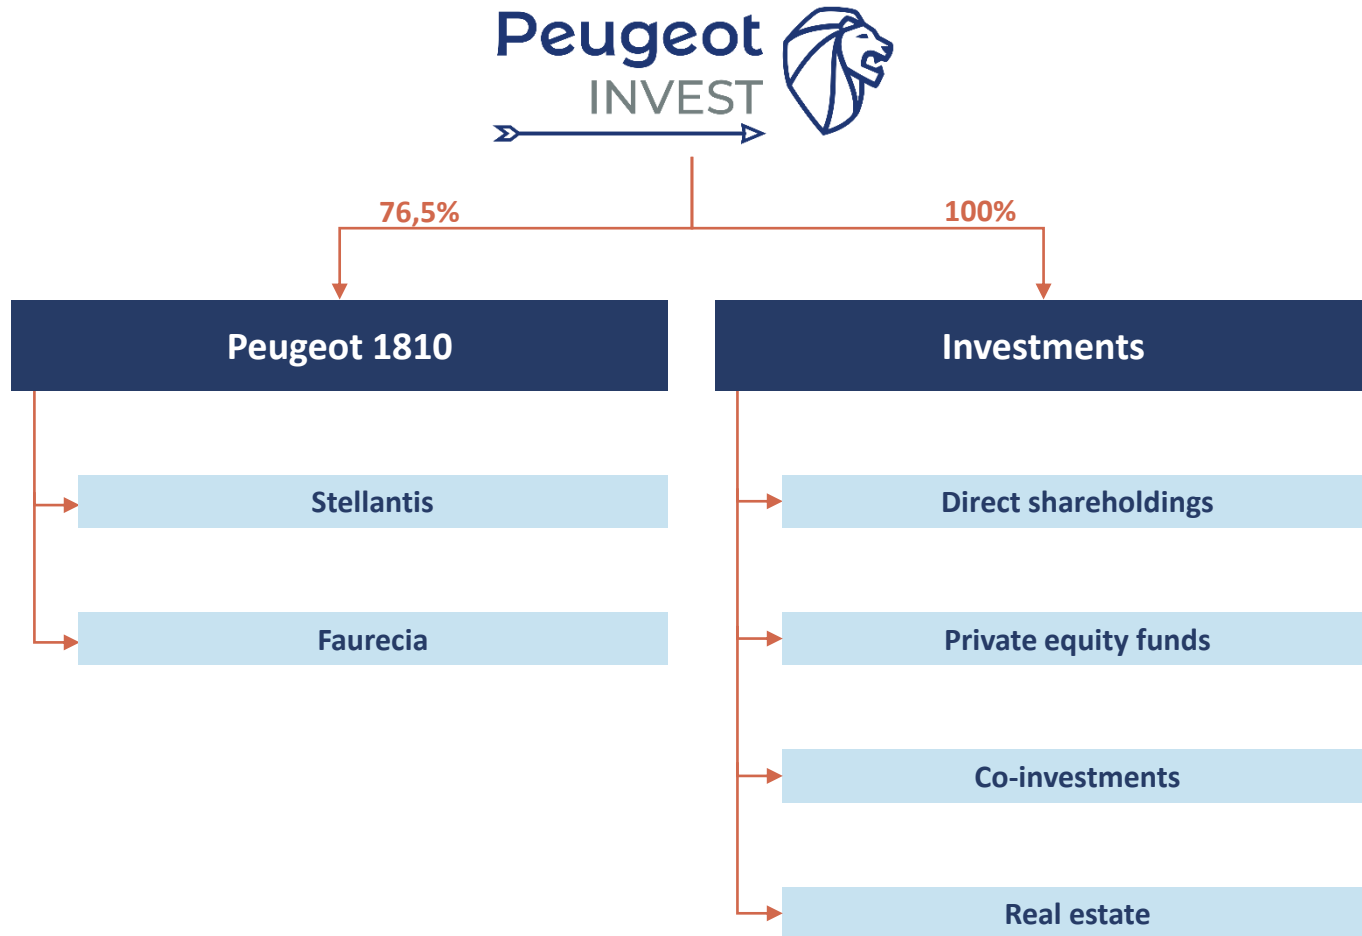 Peugeot
INVEST
76,5%
100%
Peugeot 1810
Investments
Stellantis
Direct shareholdings
Faurecia
Private equity funds
Co-investments
Real estate